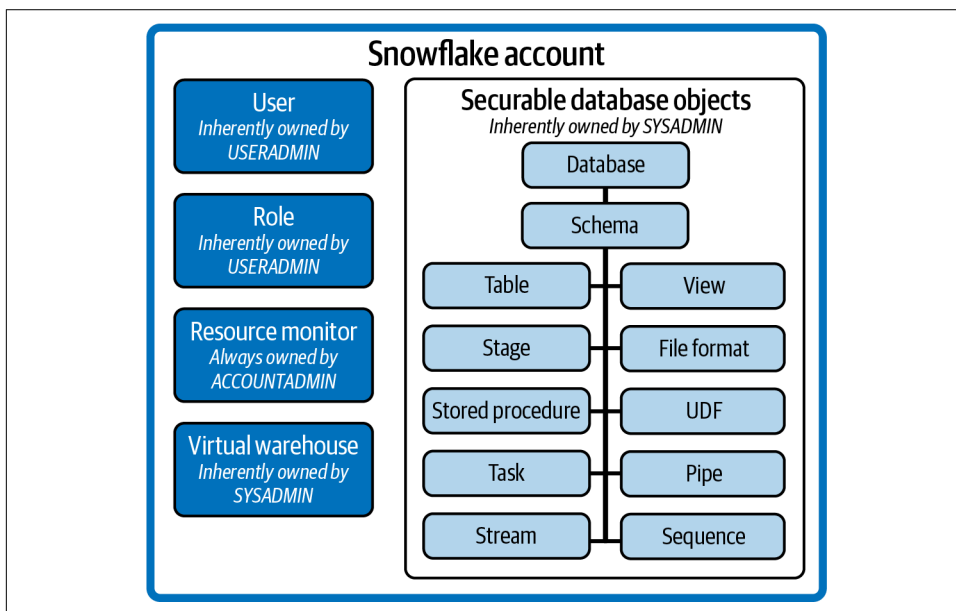 Snowflake account
User
Inherently owned by
USERADMIN
Role
Inherently owned by
USERADMIN
Resource monitor
Always owned by
ACCOUNTADMIN
Virtual warehouse
Inherently owned by
SYSADMIN
Securable database objects
Inherently owned by SYSADMIN
Database
Schema
Table
View
Stage
File format
Stored procedure
UDF
Task
Pipe
Stream
Sequence